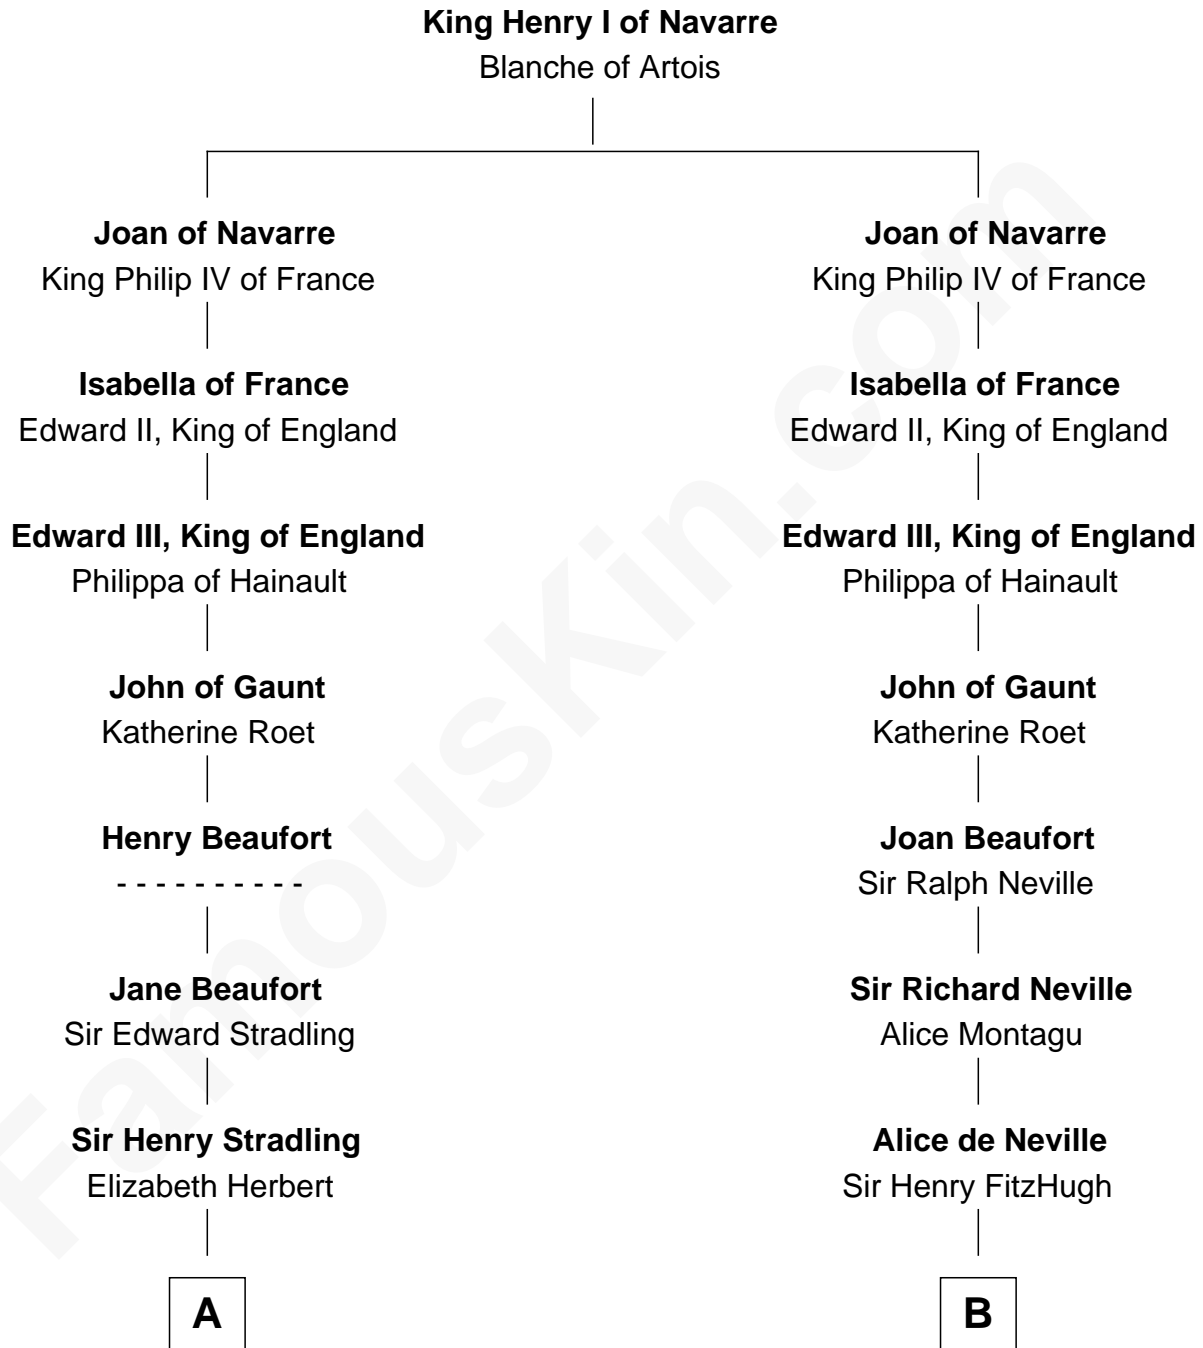 King Henry I of Navarre
Blanche of Artois
Joan of Navarre
King Philip IV of France
Joan of Navarre
King Philip IV of France
Isabella of France
Edward II, King of England
Isabella of France
Edward II, King of England
Edward III, King of England
Philippa of Hainault
Edward III, King of England
Philippa of Hainault
John of Gaunt
Katherine Roet
John of Gaunt
Katherine Roet
Henry Beaufort
- - - - - - - - - -
Joan Beaufort
Sir Ralph Neville
Jane Beaufort
Sir Edward Stradling
Sir Richard Neville
Alice Montagu
Sir Henry Stradling
Elizabeth Herbert
Alice de Neville
Sir Henry FitzHugh
A
B
FamousKin.com